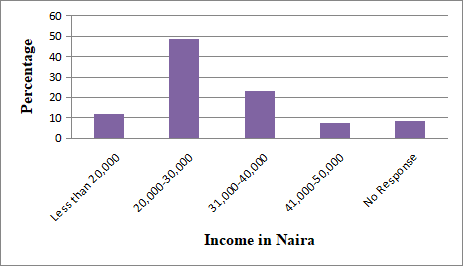 60
50
40
30
20
10
0
Percentage
Less than 20,000
20,000-30,000
31,000-40,000
41,000-50,000
No Response
Income in Naira